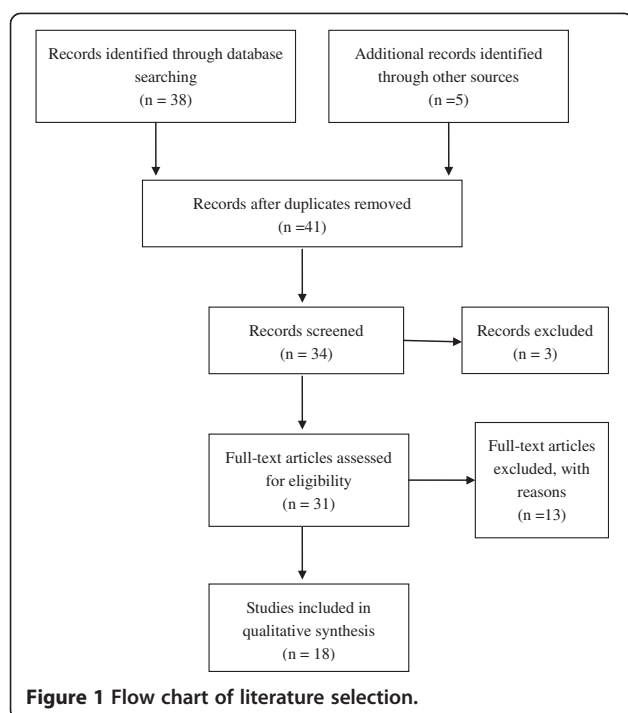 Records identified through database
searching
(n = 38)
Additional records identified
through other sources
(n =5)
Records after duplicates removed
(n =41)
Records screened
(n = 34)
Records excluded
(n = 3)
Full-text articles assessed
for eligibility
(n = 31)
Full-text articles
excluded, with
reasons
(n =13)
Studies included in
qualitative synthesis
(n = 18)
Figure 1 Flow chart of literature selection.